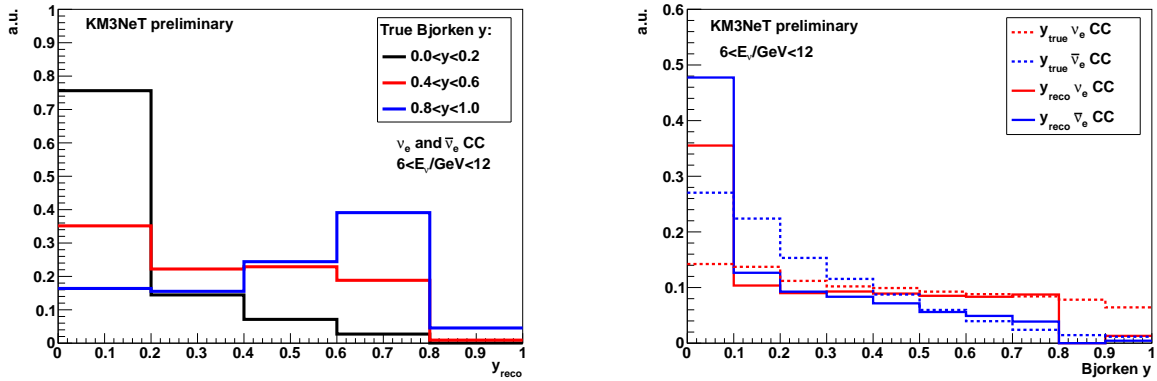 a.u.
KM3NeT preliminary
True Bjorken y:
0.0<y<0.2
0.4<y<0.6
0.8<y<1.0
νe and ν̅e CC
6<Eν/GeV<12
1
0.9
0.8
0.7
0.6
0.5
0.4
0.3
0.2
0.1
0
0 0.1 0.2 0.3 0.4 0.5 0.6 0.7 0.8 0.9 1
yreco
a.u.
KM3NeT preliminary
6<Eν/GeV<12
ytrue νe CC
ytrue ν̅e CC
yreco νe CC
yreco ν̅e CC
0.6
0.5
0.4
0.3
0.2
0.1
0
0 0.1 0.2 0.3 0.4 0.5 0.6 0.7 0.8 0.9 1
Bjorken y